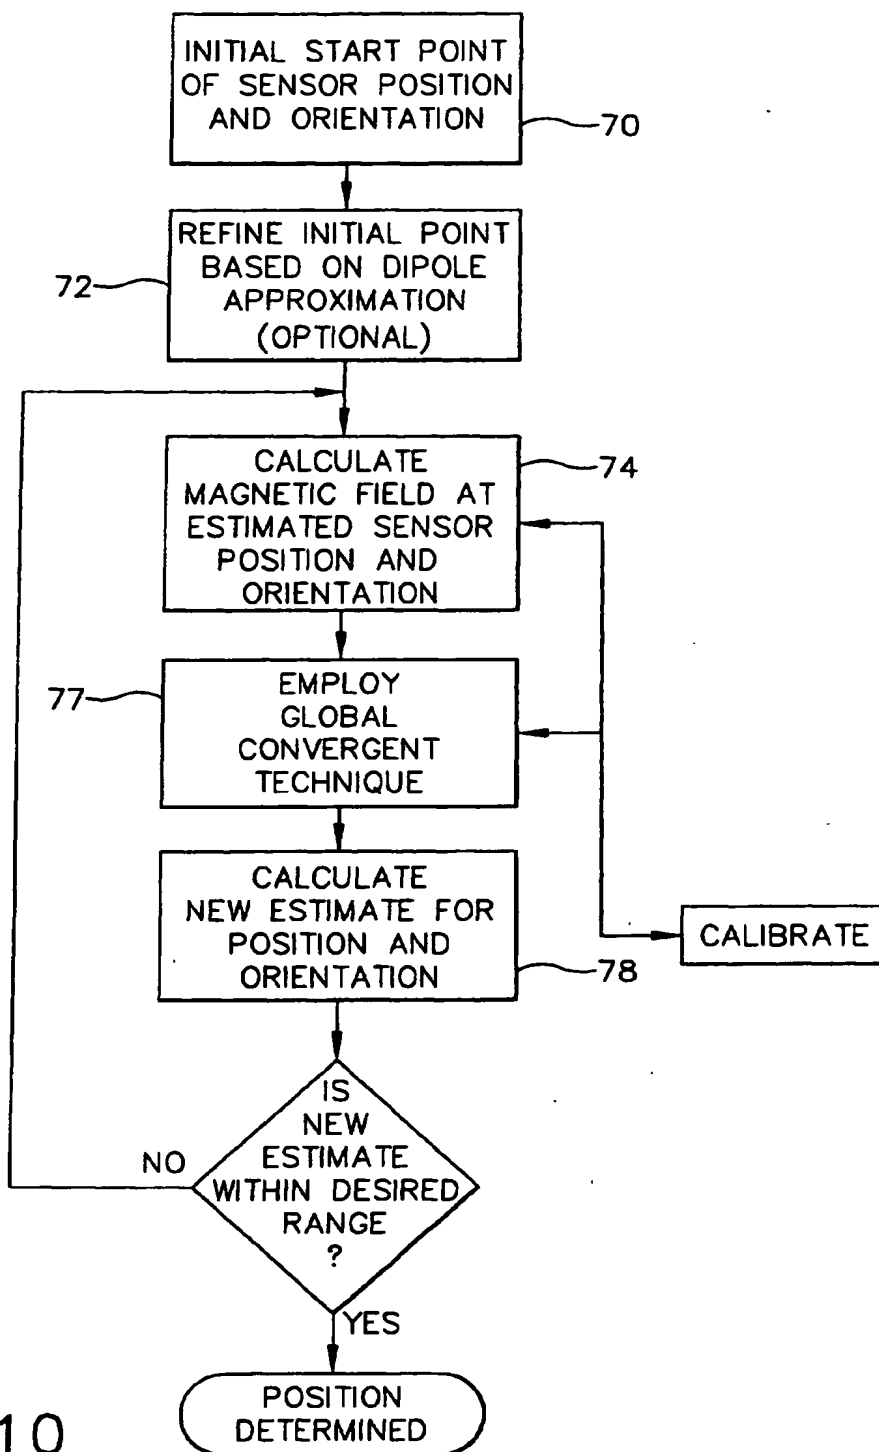 INITIAL START POINT
OF SENSOR POSITION
AND ORIENTATION
70
REFINE INITIAL POINT
BASED ON DIPOLE
APPROXIMATION
(OPTIONAL)
72
CALCULATE
MAGNETIC FIELD AT
ESTIMATED SENSOR
POSITION AND
ORIENTATION
74
EMPLOY
GLOBAL
CONVERGENT
TECHNIQUE
77
CALCULATE
NEW ESTIMATE FOR
POSITION AND
ORIENTATION
78
CALIBRATE
IS
NEW
ESTIMATE
WITHIN DESIRED
RANGE
?
NO
YES
POSITION
DETERMINED
10